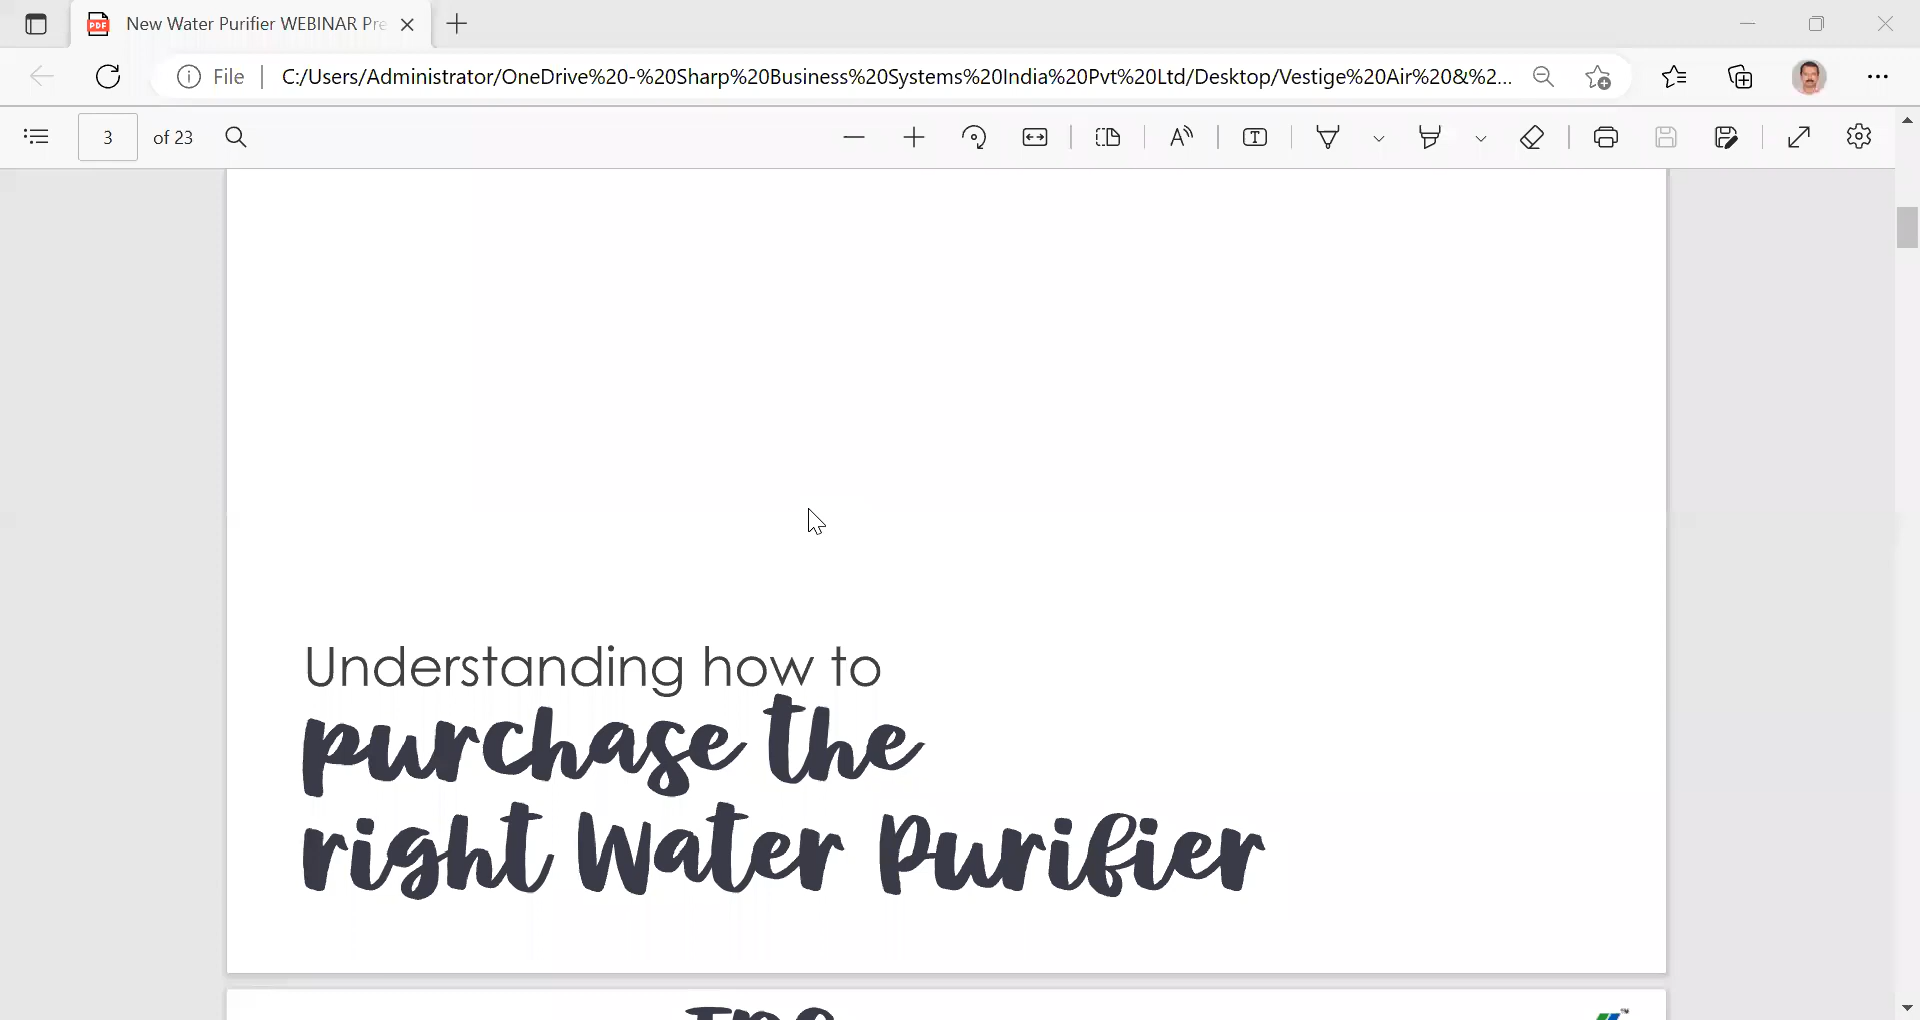 New Water Purifier WEBINAR Pre
File
C:/Users/Administrator/OneDrive%20-%20Sharp%20Business%20Systems%20India%20Pvt%20Ltd/Desktop/Vestige%20Air%20&%2...
3 of 23
Understanding how to
purchase the
right Water Purifier